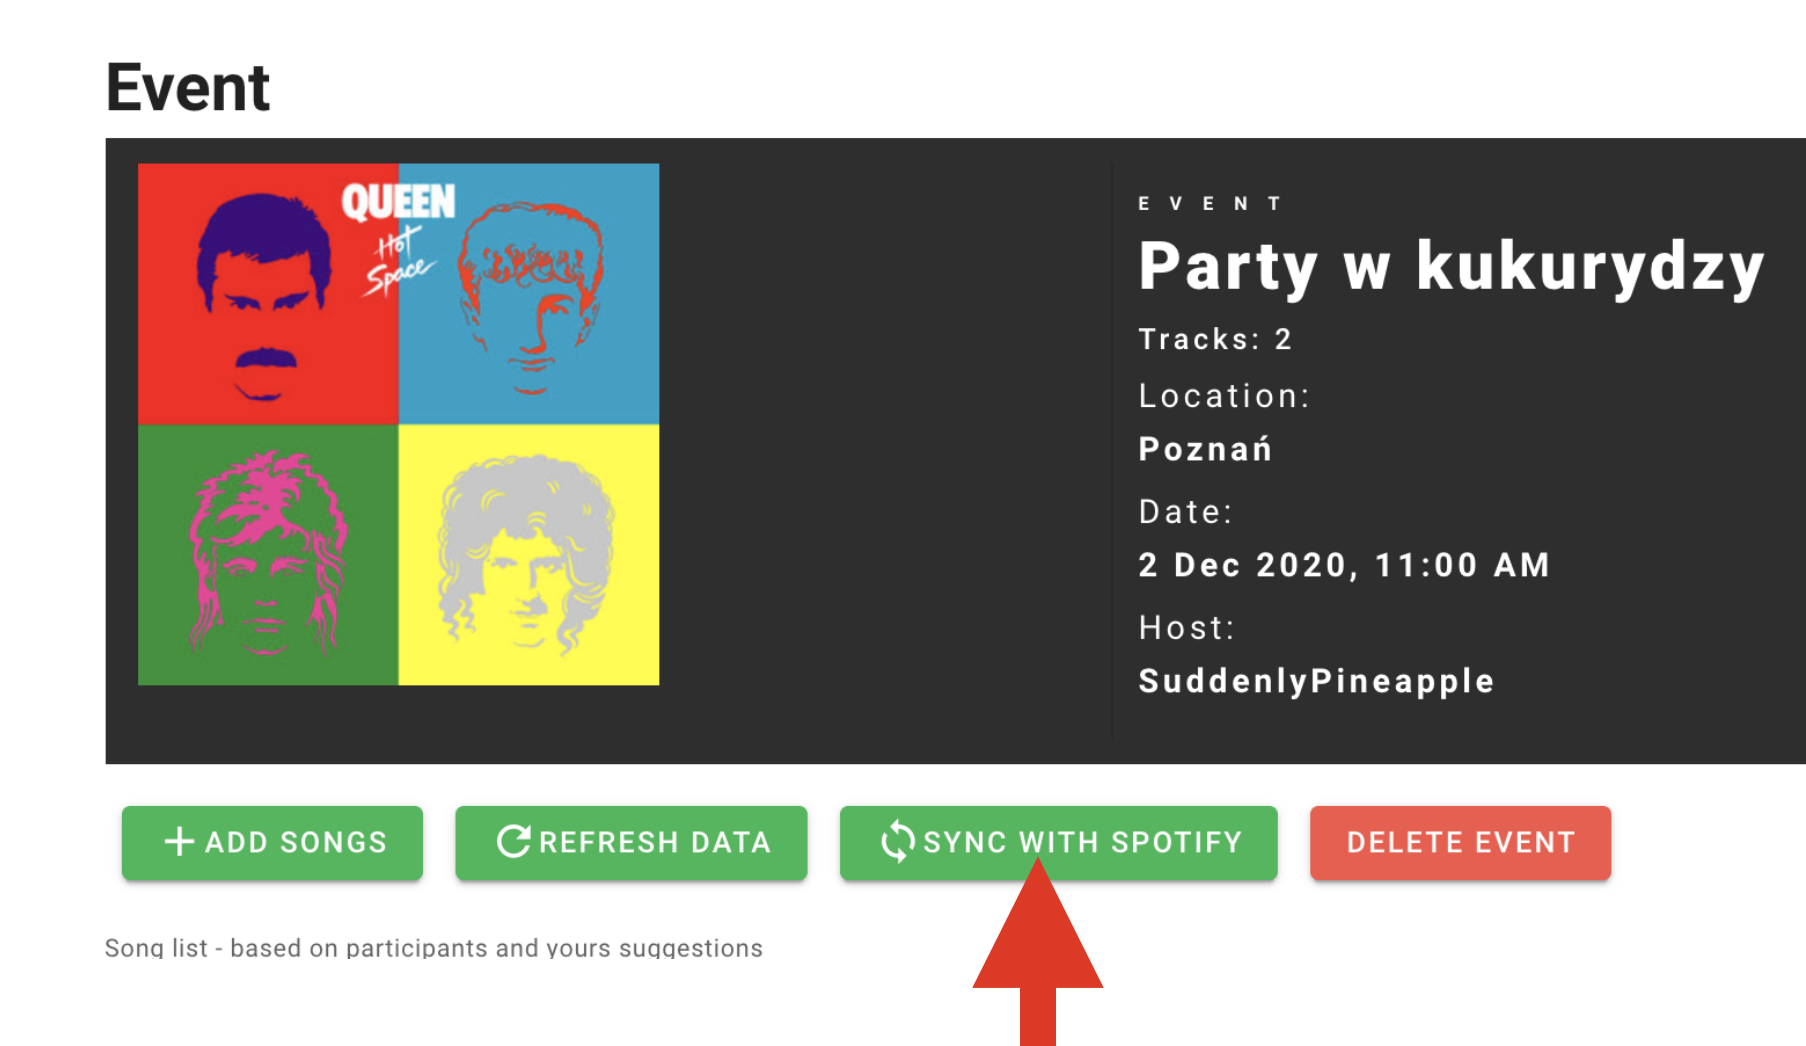 Event
QUEEN
Hot
Space
EVENT
Party w kukurydzy
Tracks: 2
Location:
Poznań
Date:
2 Dec 2020, 11:00 AM
Host:
SuddenlyPineapple
ADD SONGS
REFRESH DATA
SYNC WITH SPOTIFY
DELETE EVENT
Song list - based on participants and yours suggestions